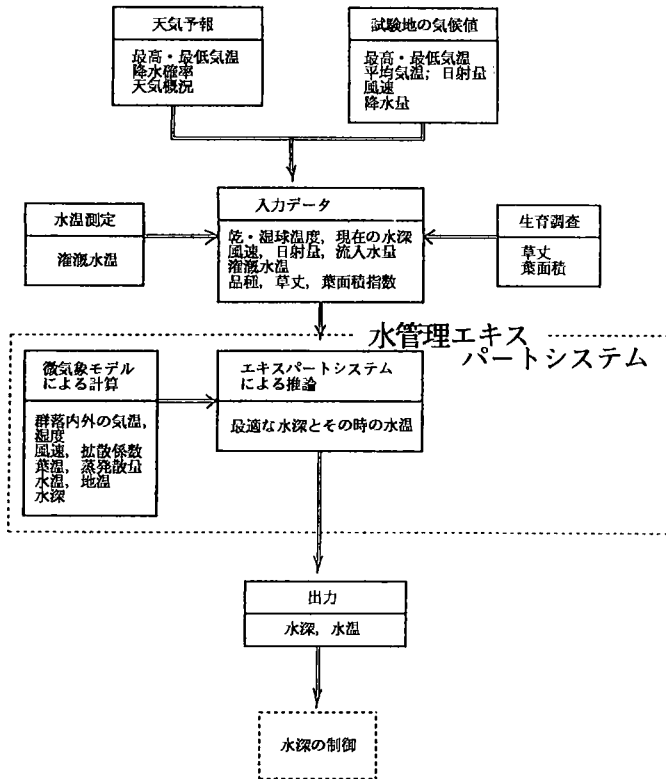 天気予報
最高・最低気温
降水確率
天気概況
試験地の気候値
最高・最低気温
平均気温; 日射量
風速
降水量
入力データ
乾・湿球温度, 現在の水深
風速, 日射量, 流入水量
灌漑水温
品種, 草丈, 葉面積指数
水温測定
灌漑水温
生育調査
草丈
葉面積
水管理エキス
パートシステム
微気象モデル
による計算
群落内外の気温,
湿度
風速, 拡散係数
葉温, 蒸発散量
水温, 地温
水深
エキスパートシステム
による推論
最適な水深とその時の水温
出力
水深, 水温
水深の制御